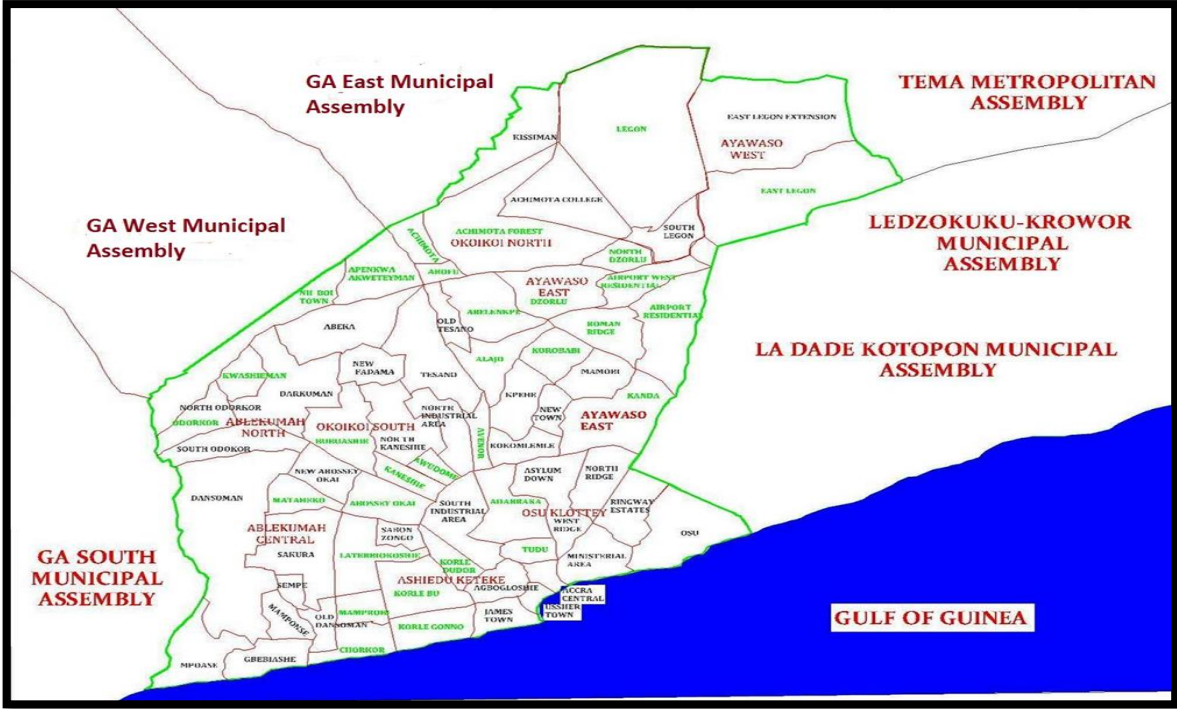 GA East Municipal
Assembly
TEMA METROPOLITAN
ASSEMBLY
EAST LEGON EXTENSION
LEGON
KISSIMAN
AYAWASO
WEST
EAST LEGON
ACHIMOTA COLLEGE
GA West Municipal
Assembly
LEDZOKUKU-KROWOR
MUNICIPAL
ASSEMBLY
ACHIMOTA
ACHIMOTA FOREST
OKOIKOI NORTH
SOUTH
LEGON
NORTH
DZORLU
APENKWA
AKWETEYMAN
ABOFU
AYAWASO
EAST
DZORLU
AIRPORT WEST
RESIDENTIAL
NII BOI
TOWN
ABELENKPE
AIRPORT
RESIDENTIAL
ABEKA
OLD
TESANO
ROMAN
RIDGE
LA DADE KOTOPON MUNICIPAL
ASSEMBLY
ALAJO
KOROBABI
NEW
FADAMA
TESANO
MAMOBI
KWASHIEMAN
DARKUMAN
KPEHE
KANDA
NORTH ODORKOR
NORTH
INDUSTRIAL
AREA
NEW
TOWN
AYAWASO
EAST
ODORKOR
ABLEKUMAH
NORTH
OKOIKOI SOUTH
BUBUASHIE
NORTH
KANESHIE
AVENOR
KOKOMLEMLE
SOUTH ODOKOR
AWUDOME
KANESHIE
NEW AROSSEY
OKAI
ASYLUM
DOWN
NORTH
RIDGE
DANSOMAN
MATAHEKO
AROSSEY OKAI
SOUTH
INDUSTRIAL
AREA
ADABRAKA
OSU KLOTTEY
WEST
RIDGE
RINGWAY
ESTATES
OSU
ABLEKUMAH
CENTRAL
SAKURA
SABON
ZONGO
LATERBIOKOSHIE
TUDU
MINISTERIAL
AREA
GA SOUTH
MUNICIPAL
ASSEMBLY
KORLE
DUDOR
ASHIEDU KETEKE
AGBOGLOSHIE
SEMPE
KORLE BU
ACCRA
CENTRAL
USSHER
TOWN
MAMPONSE
OLD
DANSOMAN
MAMPROBI
KORLE GONNO
JAMES
TOWN
GULF OF GUINEA
CHORKOR
MPOASE
GBEBIASHE